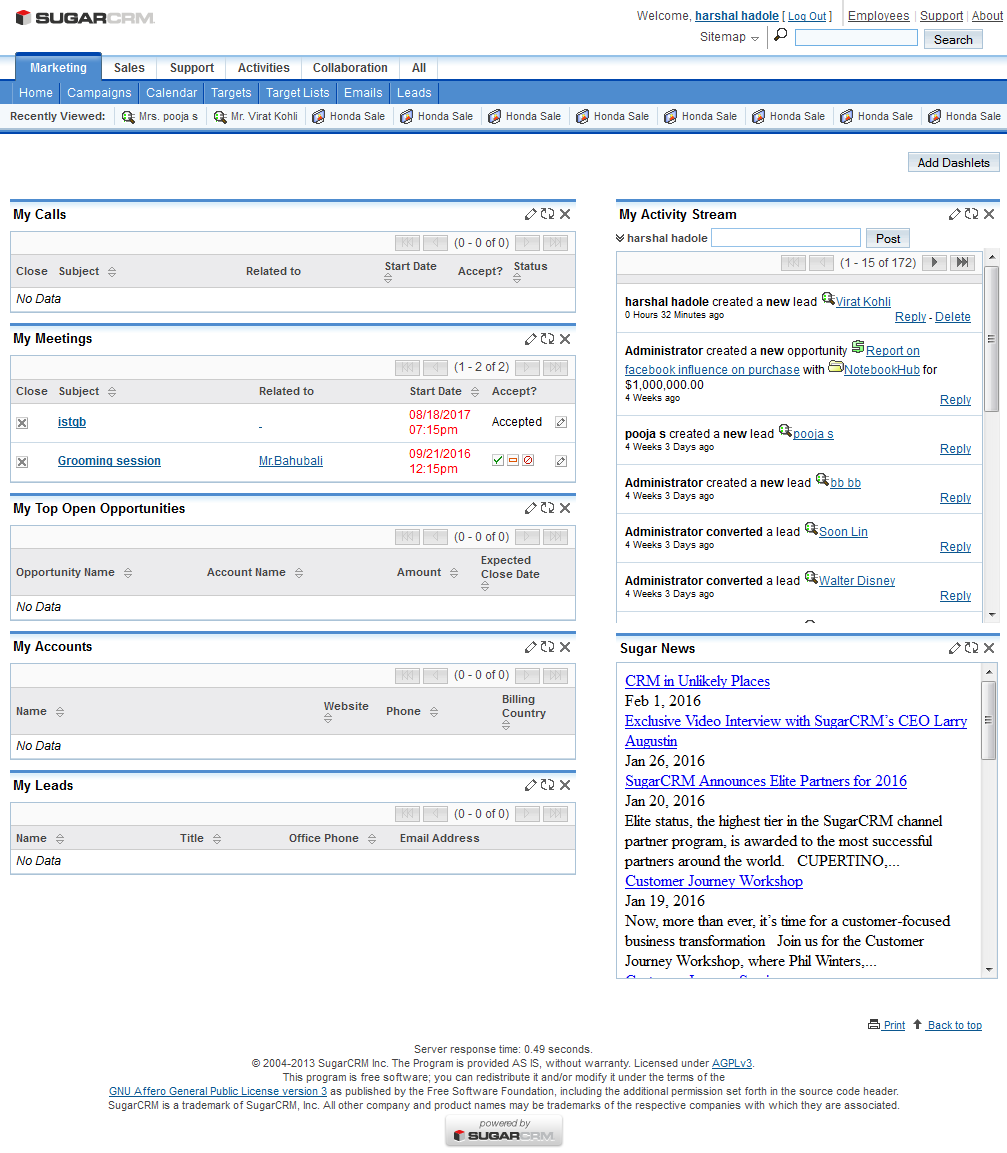 SUGARCRM
Welcome, harshal hadole [ Log Out ] Employees | Support | About
Sitemap
Search
Marketing Sales Support Activities Collaboration All
Home Campaigns Calendar Targets Target Lists Emails Leads
Recently Viewed: Mrs. pooja s Mr. Virat Kohli Honda Sale Honda Sale Honda Sale Honda Sale Honda Sale Honda Sale Honda Sale Honda Sale
Add Dashlets
My Calls
(0 - 0 of 0)
Close Subject Related to Start Date Accept? Status
No Data
My Meetings
(1 - 2 of 2)
Close Subject Related to Start Date Accept?
istqb - 08/18/2017 07:15pm Accepted
Grooming session Mr.Bahubali 09/21/2016 12:15pm
My Top Open Opportunities
(0 - 0 of 0)
Opportunity Name Account Name Amount Expected Close Date
No Data
My Accounts
(0 - 0 of 0)
Name Website Phone Billing Country
No Data
My Leads
(0 - 0 of 0)
Name Title Office Phone Email Address
No Data
My Activity Stream
harshal hadole Post
(1 - 15 of 172)
harshal hadole created a new lead Virat Kohli
0 Hours 32 Minutes ago Reply - Delete
Administrator created a new opportunity Report on
facebook influence on purchase with NotebookHub for
$1,000,000.00
4 Weeks ago Reply
pooja s created a new lead pooja s
4 Weeks 3 Days ago Reply
Administrator created a new lead bb bb
4 Weeks 3 Days ago Reply
Administrator converted a lead Soon Lin
4 Weeks 3 Days ago Reply
Administrator converted a lead Walter Disney
4 Weeks 3 Days ago Reply
Sugar News
CRM in Unlikely Places
Feb 1, 2016
Exclusive Video Interview with SugarCRM’s CEO Larry
Augustin
Jan 26, 2016
SugarCRM Announces Elite Partners for 2016
Jan 20, 2016
Elite status, the highest tier in the SugarCRM channel
partner program, is awarded to the most successful
partners around the world. CUPERTINO,...
Customer Journey Workshop
Jan 19, 2016
Now, more than ever, it’s time for a customer-focused
business transformation Join us for the Customer
Journey Workshop, where Phil Winters,...
Print Back to top
Server response time: 0.49 seconds.
© 2004-2013 SugarCRM Inc. The Program is provided AS IS, without warranty. Licensed under AGPLv3.
This program is free software; you can redistribute it and/or modify it under the terms of the
GNU Affero General Public License version 3 as published by the Free Software Foundation, including the additional permission set forth in the source code header.
SugarCRM is a trademark of SugarCRM, Inc. All other company and product names may be trademarks of the respective companies with which they are associated.
powered by
SUGARCRM